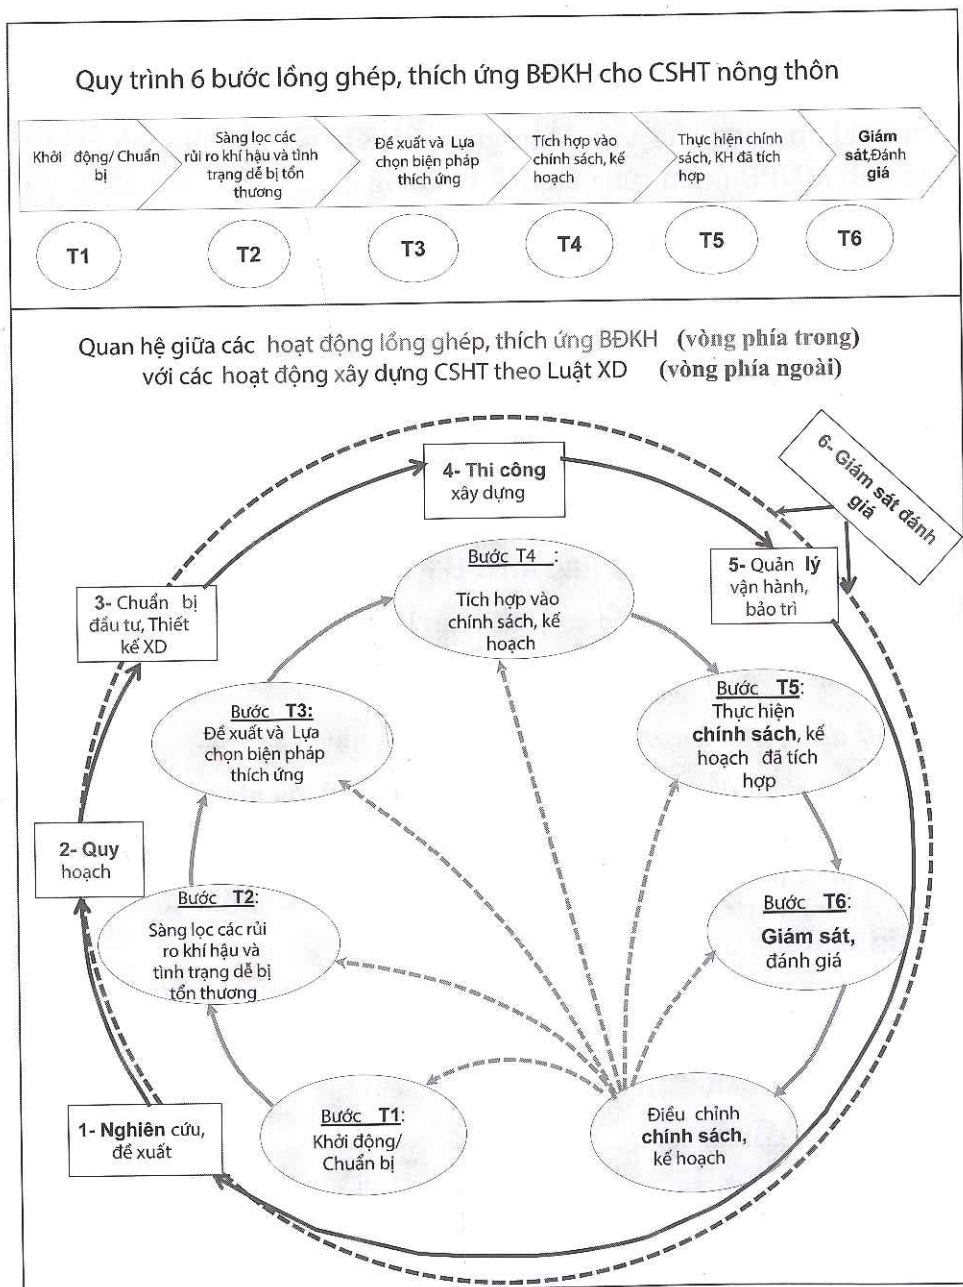 Quy trình 6 bước lồng ghép, thích ứng BĐKH cho CSHT nông thôn
Khởi động/ Chuẩn
bị
Sàng lọc các
rủi ro khí hậu và tình
trạng dễ bị tổn
thương
Đề xuất và Lựa
chọn biện pháp
thích ứng
Tích hợp vào
chính sách, kế
hoạch
Thực hiện chính
sách, KH đã tích
hợp
Giám
sát,Đánh
giá
T1
T2
T3
T4
T5
T6
Quan hệ giữa các hoạt động lồng ghép, thích ứng BĐKH (vòng phía trong)
với các hoạt động xây dựng CSHT theo Luật XD (vòng phía ngoài)
4- Thi công
xây dựng
6- Giám sát đánh
giá
5- Quản lý
vận hành,
bảo trì
3- Chuẩn bị
đầu tư, Thiết
kế XD
2- Quy
hoạch
1- Nghiên cứu,
đề xuất
Bước T4 :
Tích hợp vào
chính sách, kế
hoạch
Bước T3:
Đề xuất và Lựa
chọn biện pháp
thích ứng
Bước T5:
Thực hiện
chính sách, kế
hoạch đã tích
hợp
Bước T2:
Sàng lọc các rủi
ro khí hậu và
tình trạng dễ bị
tổn thương
Bước T6:
Giám sát,
đánh giá
Bước T1:
Khởi động/
Chuẩn bị
Điều chỉnh
chính sách,
kế hoạch